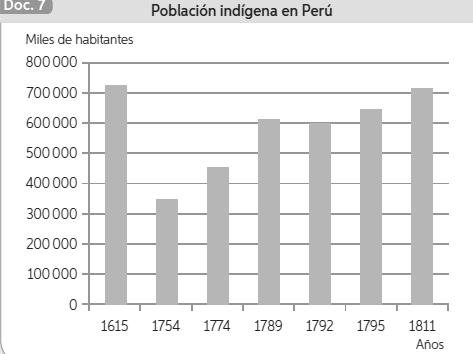 Doc. 7
Población indígena en Perú
Miles de habitantes
800 000
700 000
600 000
500 000
400 000
300 000
200 000
100 000
0
1615 1754 1774 1789 1792 1795 1811
Años